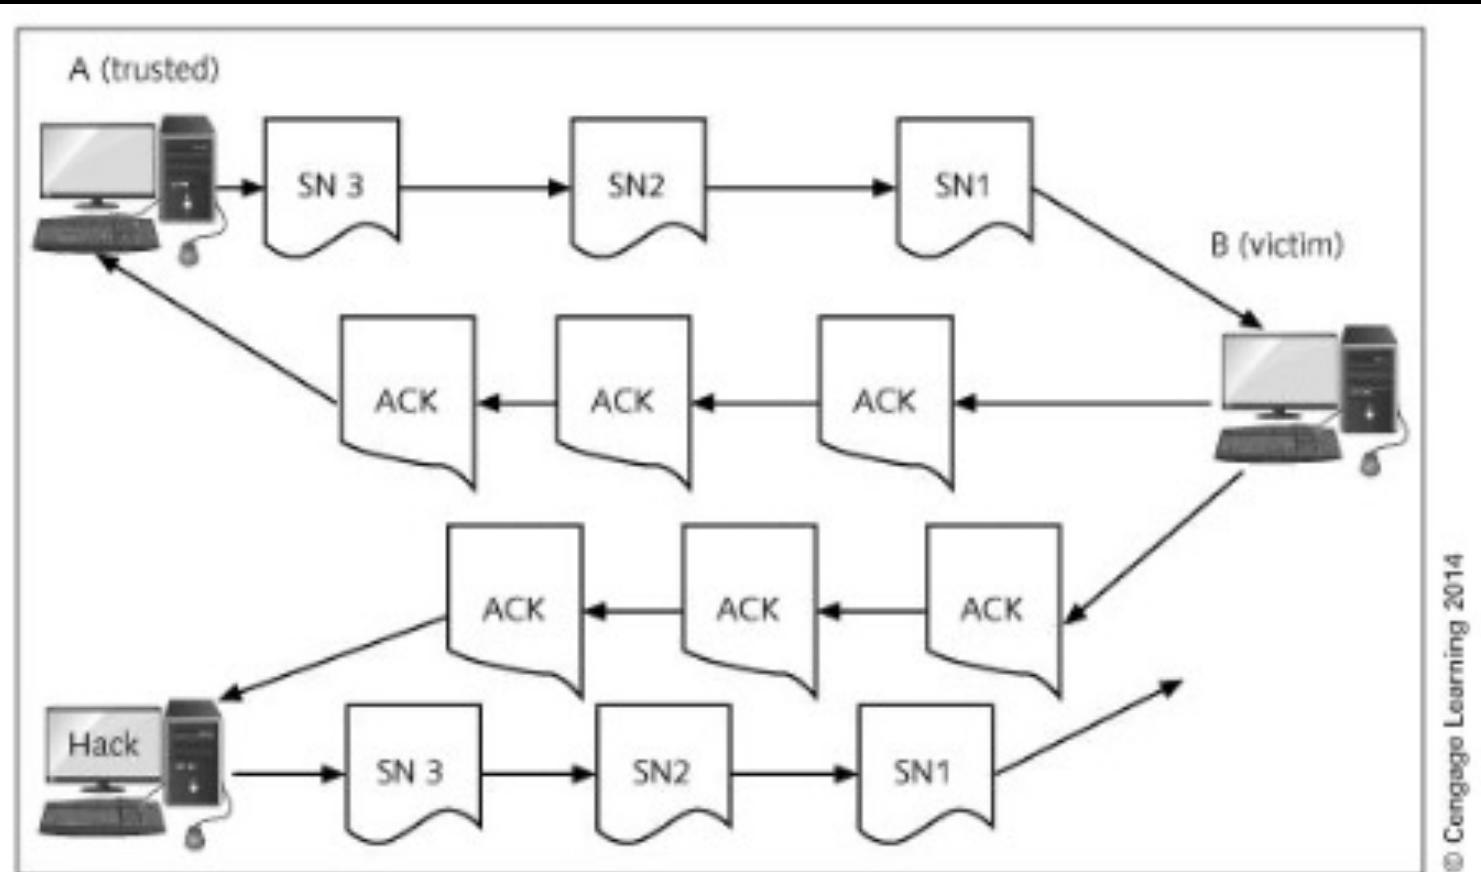 A (trusted)
SN 3
SN2
SN1
B (victim)
ACK
ACK
ACK
ACK
ACK
ACK
Hack
SN 3
SN2
SN1
© Cengage Learning 2014